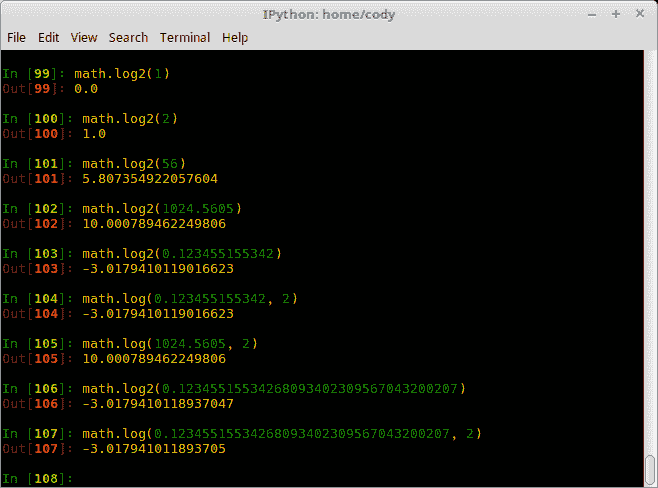 IPython: home/cody
File Edit View Search Terminal Help
In [99]: math.log2(1)
Out[99]: 0.0
In [100]: math.log2(2)
Out[100]: 1.0
In [101]: math.log2(56)
Out[101]: 5.807354922057604
In [102]: math.log2(1024.5605)
Out[102]: 10.000789462249806
In [103]: math.log2(0.123455155342)
Out[103]: -3.0179410119016623
In [104]: math.log(0.123455155342, 2)
Out[104]: -3.0179410119016623
In [105]: math.log(1024.5605, 2)
Out[105]: 10.000789462249806
In [106]: math.log2(0.12345515534268093402309567043200207)
Out[106]: -3.0179410118937047
In [107]: math.log(0.12345515534268093402309567043200207, 2)
Out[107]: -3.017941011893705
In [108]: